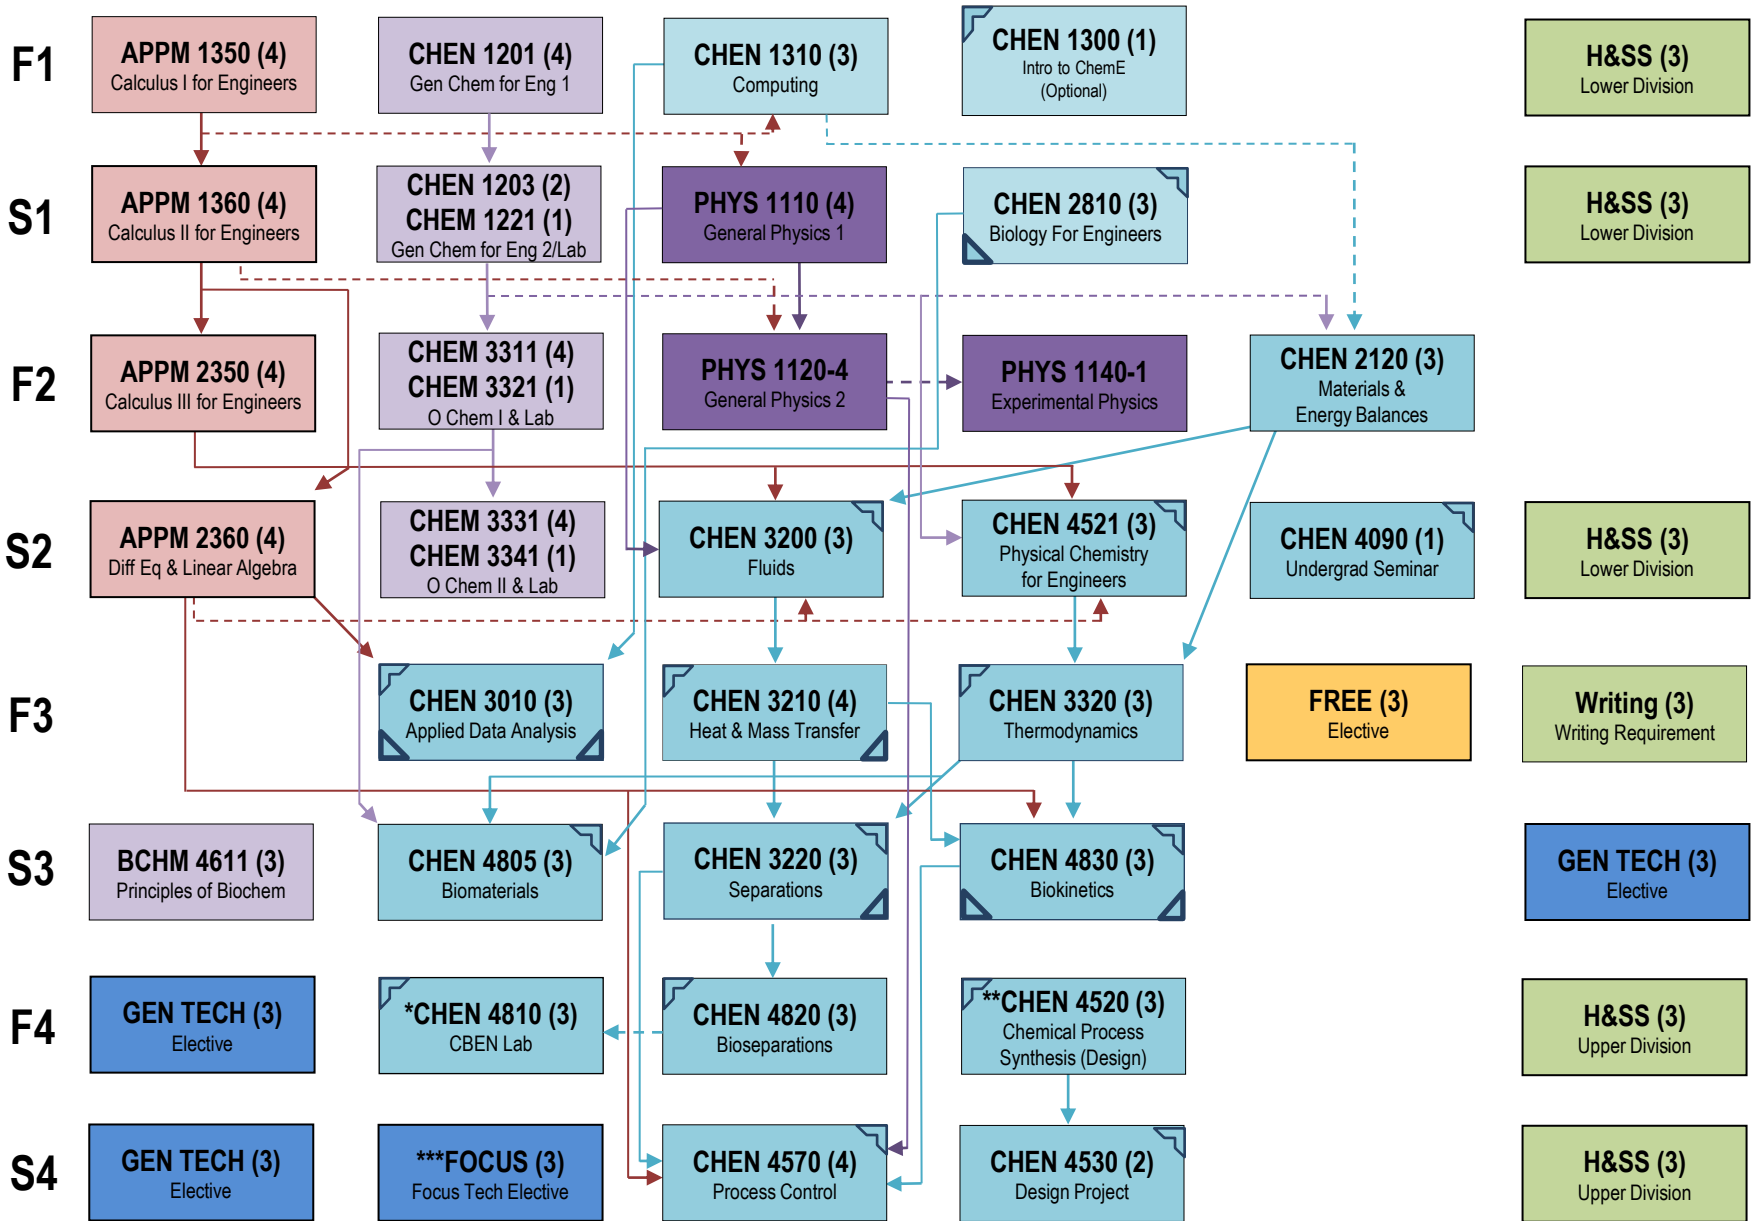 F1
APPM 1350 (4)
Calculus I for Engineers
CHEN 1201 (4)
Gen Chem for Eng 1
CHEN 1310 (3)
Computing
CHEN 1300 (1)
Intro to ChemE
(Optional)
H&SS (3)
Lower Division
S1
APPM 1360 (4)
Calculus II for Engineers
CHEN 1203 (2)
CHEM 1221 (1)
Gen Chem for Eng 2/Lab
PHYS 1110 (4)
General Physics 1
CHEN 2810 (3)
Biology For Engineers
H&SS (3)
Lower Division
F2
APPM 2350 (4)
Calculus III for Engineers
CHEM 3311 (4)
CHEM 3321 (1)
O Chem I & Lab
PHYS 1120-4
General Physics 2
PHYS 1140-1
Experimental Physics
CHEN 2120 (3)
Materials &
Energy Balances
S2
APPM 2360 (4)
Diff Eq & Linear Algebra
CHEM 3331 (4)
CHEM 3341 (1)
O Chem II & Lab
CHEN 3200 (3)
Fluids
CHEN 4521 (3)
Physical Chemistry
for Engineers
CHEN 4090 (1)
Undergrad Seminar
H&SS (3)
Lower Division
F3
CHEN 3010 (3)
Applied Data Analysis
CHEN 3210 (4)
Heat & Mass Transfer
CHEN 3320 (3)
Thermodynamics
FREE (3)
Elective
Writing (3)
Writing Requirement
S3
BCHM 4611 (3)
Principles of Biochem
CHEN 4805 (3)
Biomaterials
CHEN 3220 (3)
Separations
CHEN 4830 (3)
Biokinetics
GEN TECH (3)
Elective
F4
GEN TECH (3)
Elective
*CHEN 4810 (3)
CBEN Lab
CHEN 4820 (3)
Bioseparations
**CHEN 4520 (3)
Chemical Process
Synthesis (Design)
H&SS (3)
Upper Division
S4
GEN TECH (3)
Elective
***FOCUS (3)
Focus Tech Elective
CHEN 4570 (4)
Process Control
CHEN 4530 (2)
Design Project
H&SS (3)
Upper Division